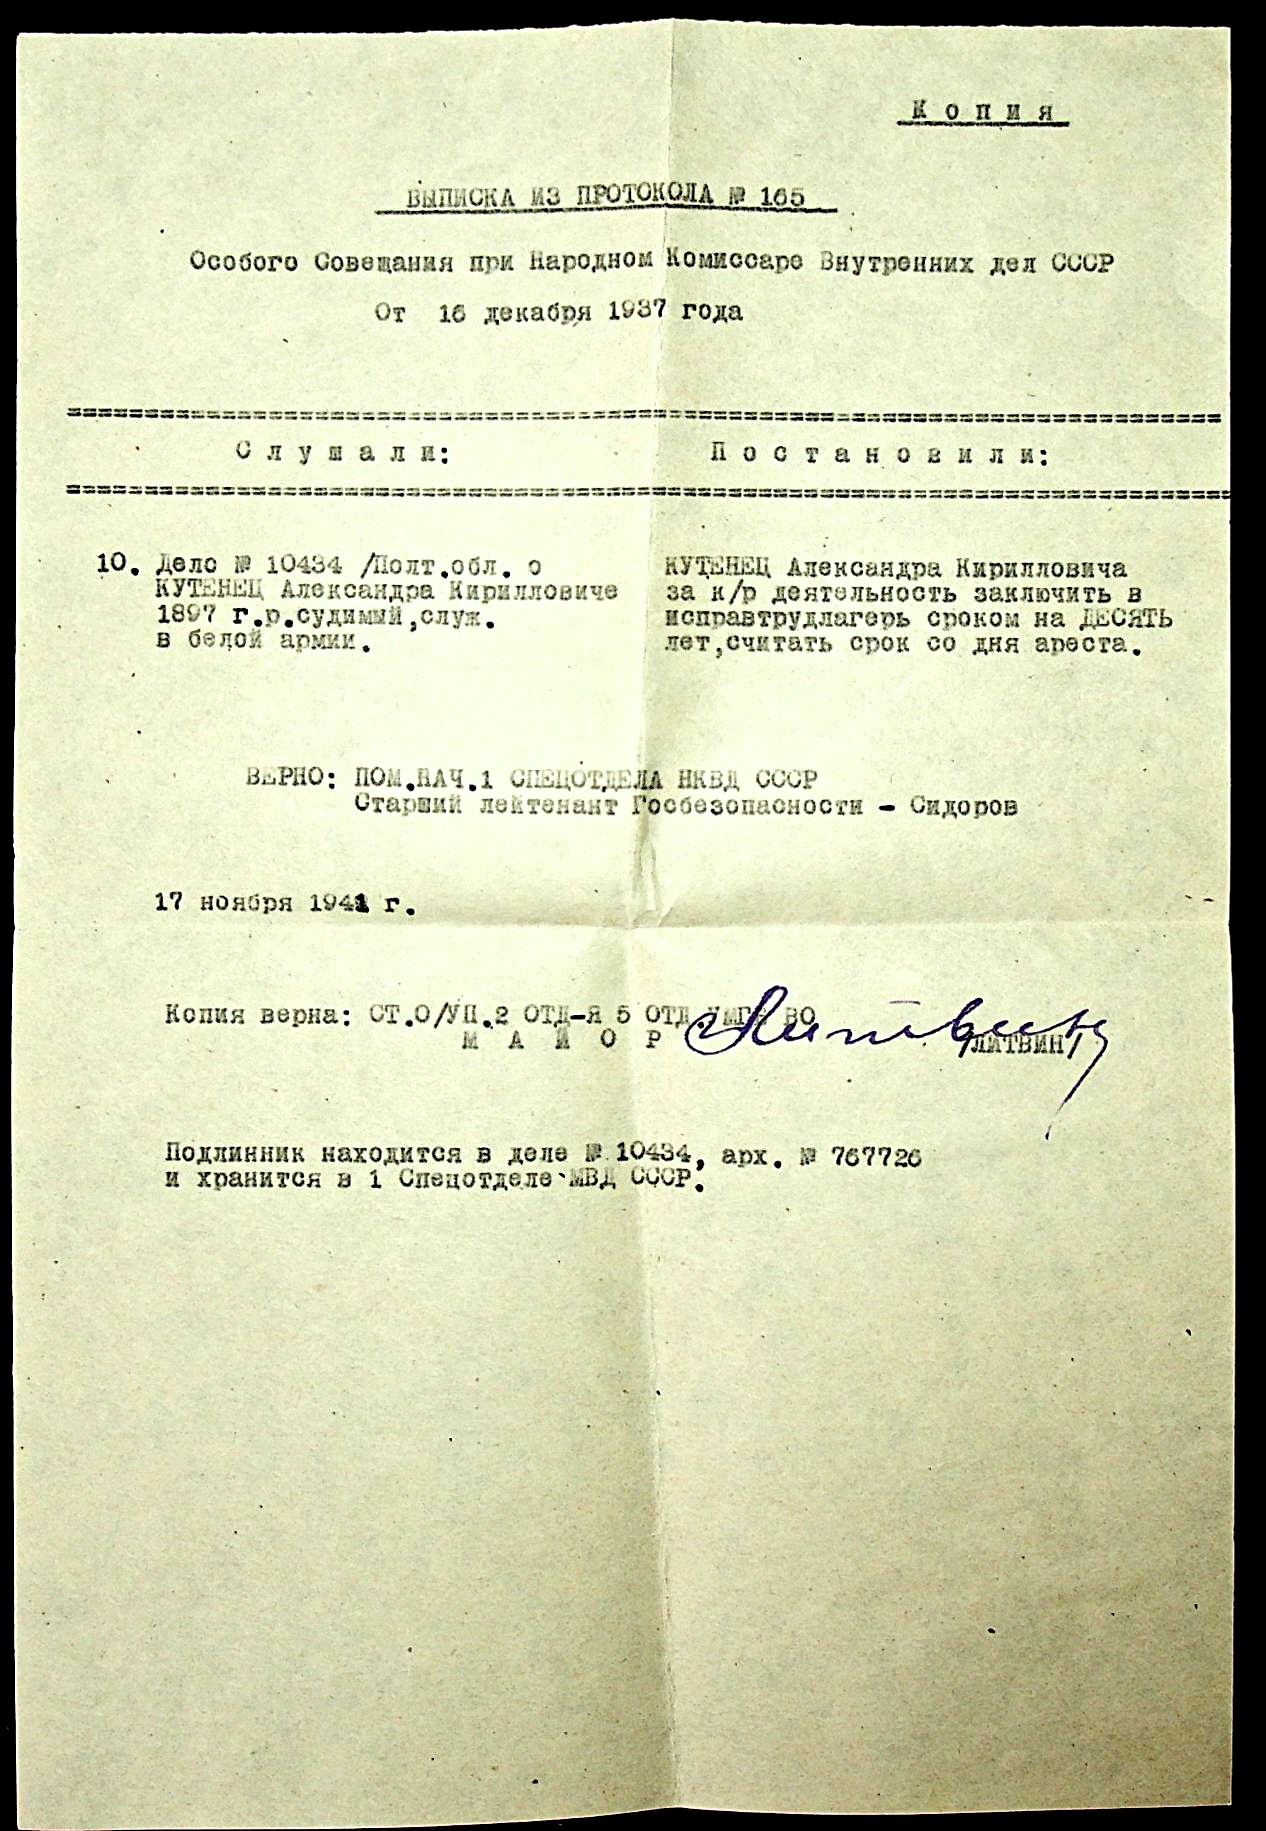 К о п и я
ВЫПИСКА ИЗ ПРОТОКОЛА № 165
Особого Совещания при Народном Комиссаре Внутренних дел СССР
От 16 декабря 1937 года
С л у ш а л и: П о с т а н о в и л и:
10. Дело № 10434 /Полт.обл. о
КУТЕНЕЦ Александра Кирилловиче
1897 г.р.судимый,служ.
в белой армии.
КУТЕНЕЦ Александра Кирилловича
за к/р деятельность заключить в
исправтрудлагерь сроком на ДЕСЯТЬ
лет,считать срок со дня ареста.
ВЕРНО: ПОМ.НАЧ.1 СПЕЦОТДЕЛА НКВД СССР
Старший лейтенант Госбезопасности - Сидоров
17 ноября 1941 г.
Копия верна: СТ.О/УП.2 ОТД-Я 5 ОТД.УМГБ ВО
М А Й О Р Литвин /ЛИТВИН/
Подлинник находится в деле № 10434, арх. № 767726
и хранится в 1 Спецотделе МВД СССР.